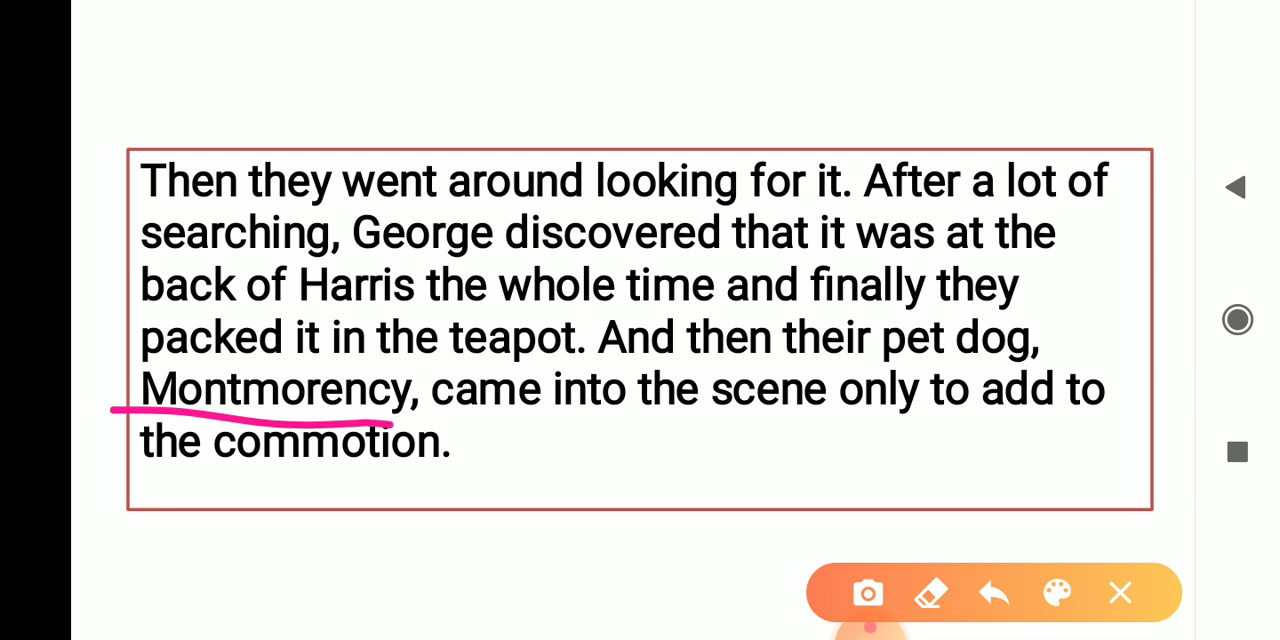 Then they went around looking for it. After a lot of
searching, George discovered that it was at the
back of Harris the whole time and finally they
packed it in the teapot. And then their pet dog,
Montmorency, came into the scene only to add to
the commotion.